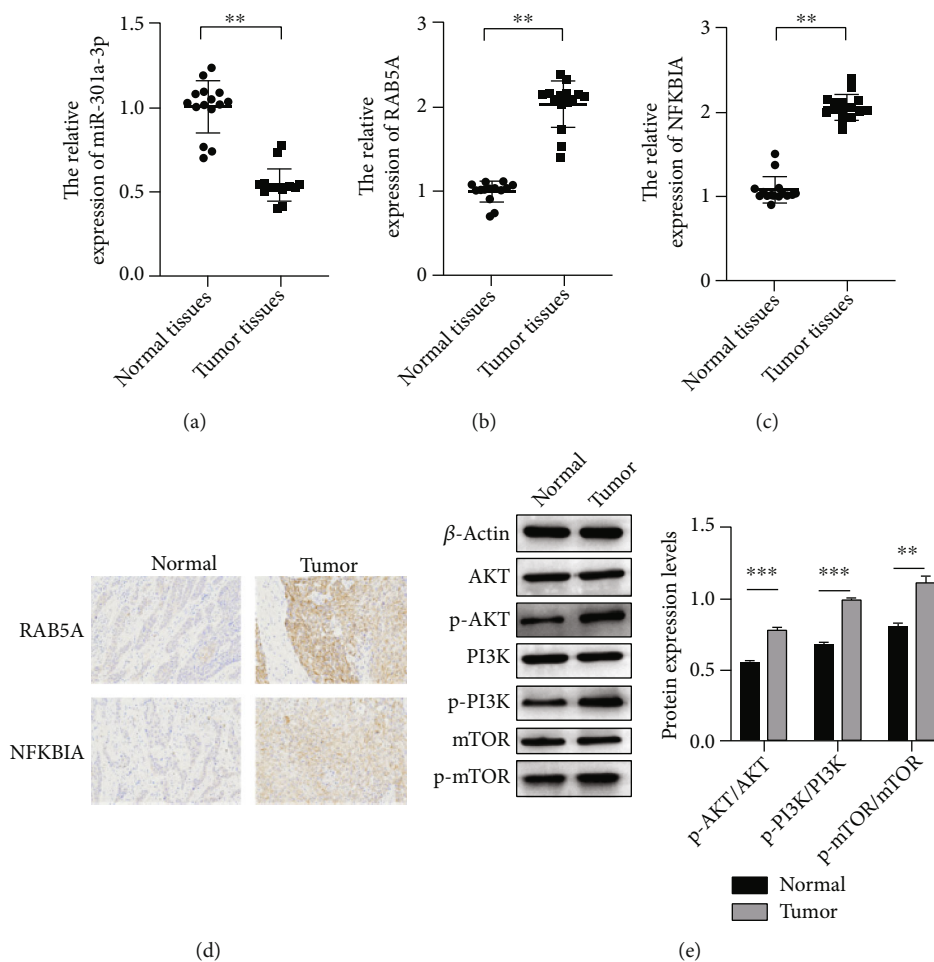 The relative
expression of miR-301a-3p
1.5
1.0
0.5
0.0
**
Normal tissues
Tumor tissues
(a)
The relative
expression of RAB5A
3
2
1
0
**
Normal tissues
Tumor tissues
(b)
The relative
expression of NFKBIA
3
2
1
0
**
Normal tissues
Tumor tissues
(c)
Normal
Tumor
RAB5A
NFKBIA
(d)
Normal
Tumor
β-Actin
AKT
p-AKT
PI3K
p-PI3K
mTOR
p-mTOR
Protein expression levels
1.5
1.0
0.5
0.0
***
***
**
p-AKT/AKT
p-PI3K/PI3K
p-mTOR/mTOR
Normal
Tumor
(e)